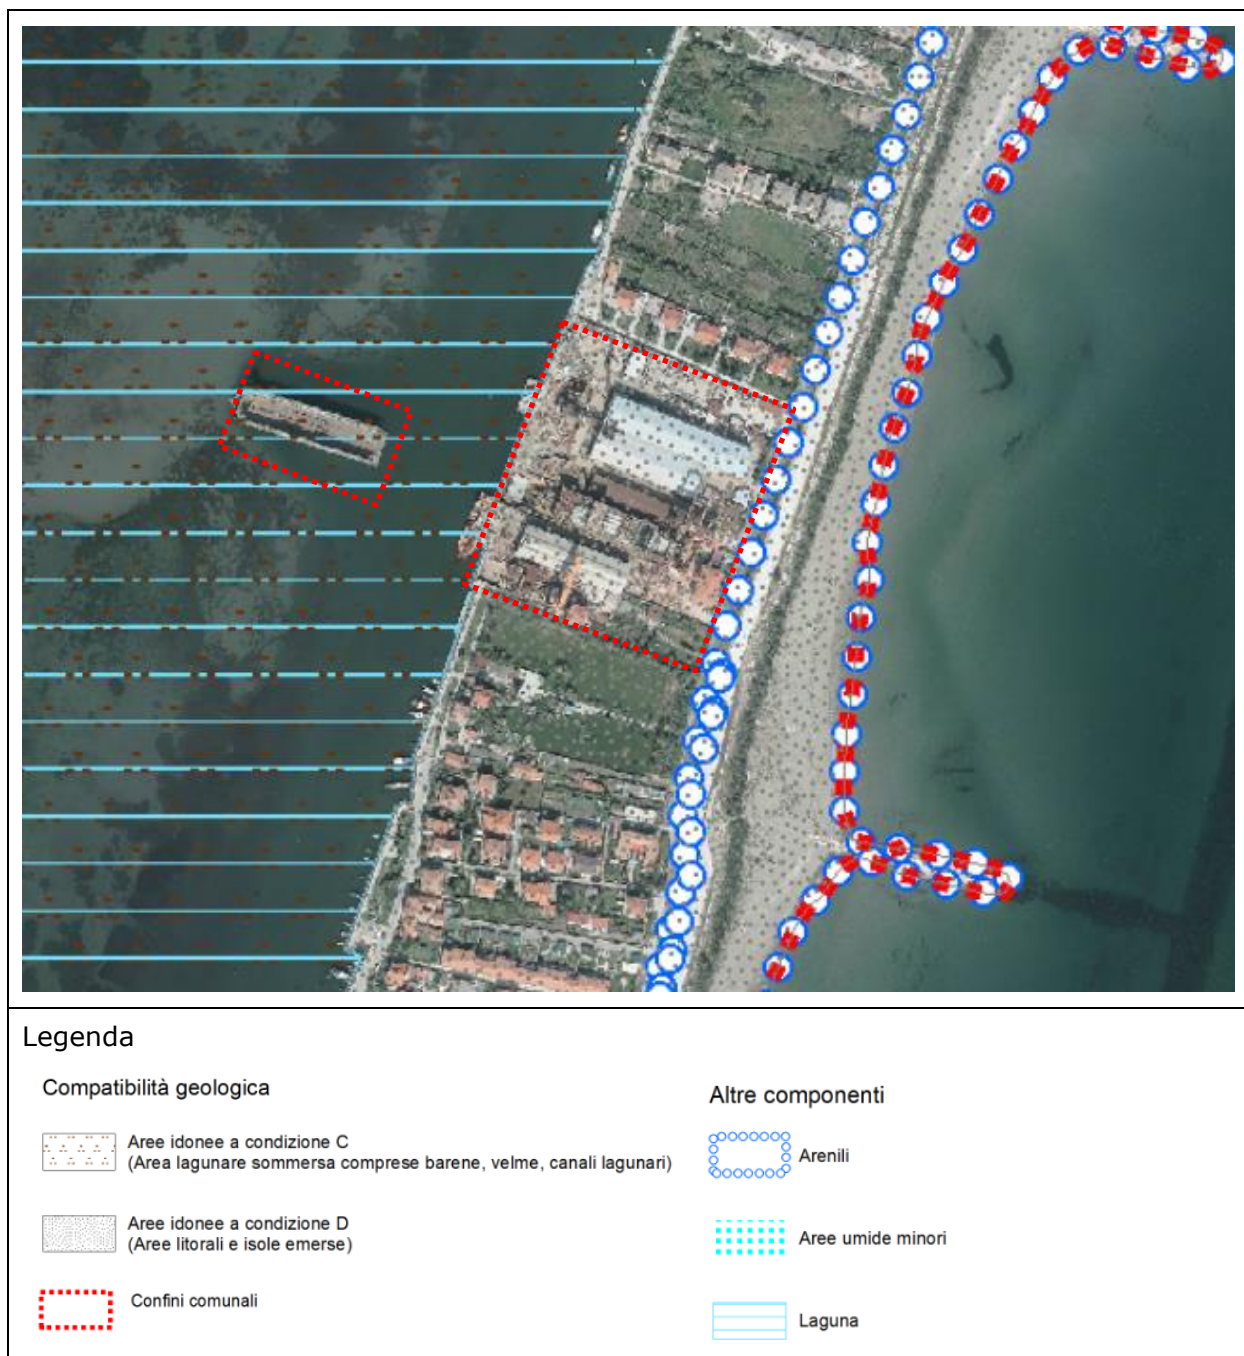 Legenda
Compatibilità geologica
Aree idonee a condizione C
(Area lagunare sommersa comprese barene, velme, canali lagunari)
Aree idonee a condizione D
(Aree litorali e isole emerse)
Confini comunali
Altre componenti
Arenili
Aree umide minori
Laguna